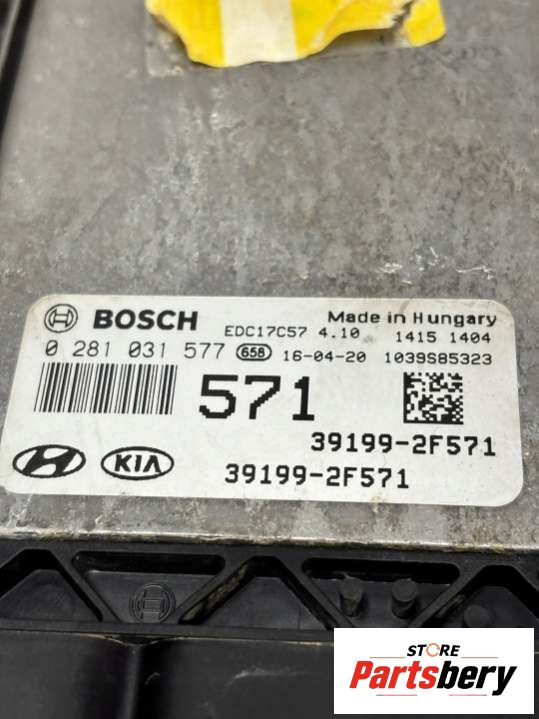 BOSCH EDC17C57 4.10 Made in Hungary
1415 1404
0 281 031 577 658 16-04-20 1039S85323
571
39199-2F571
KIA 39199-2F571
STORE
Partsbery